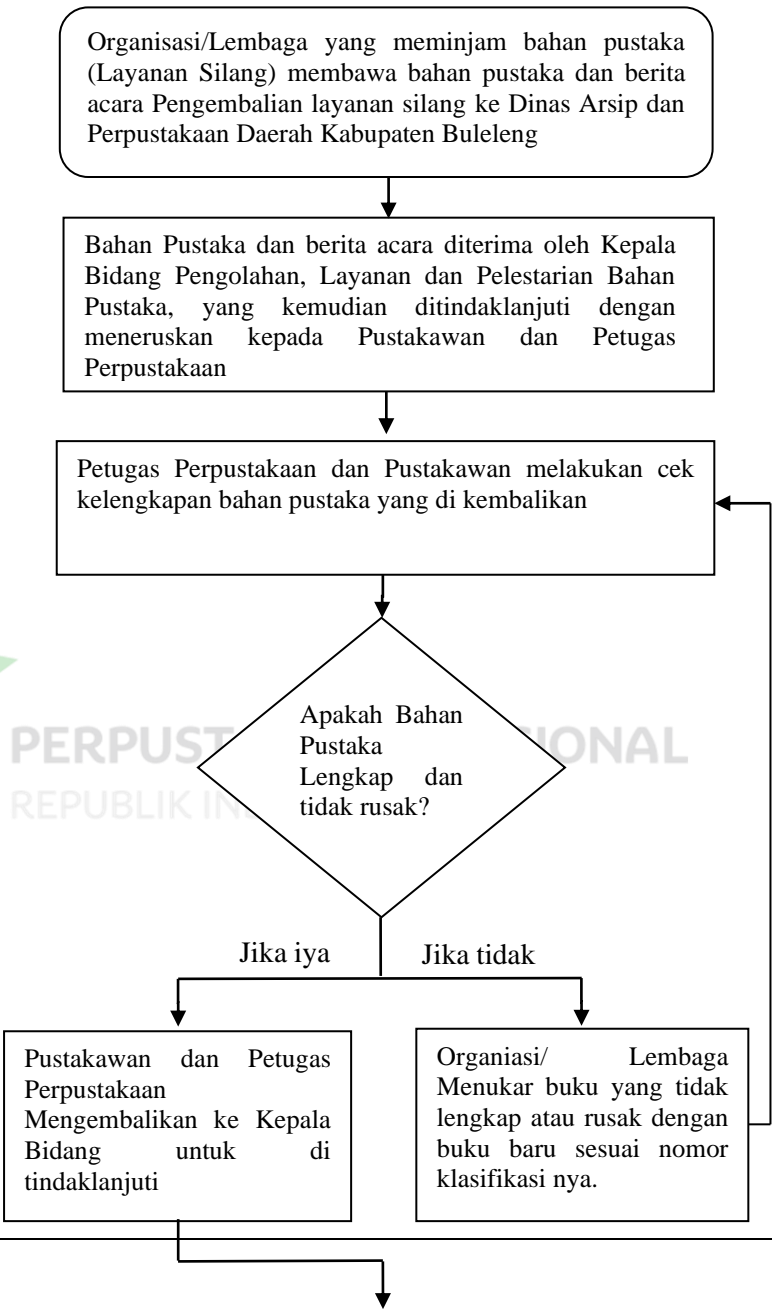 Organisasi/Lembaga yang meminjam bahan pustaka
(Layanan Silang) membawa bahan pustaka dan berita
acara Pengembalian layanan silang ke Dinas Arsip dan
Perpustakaan Daerah Kabupaten Buleleng
Bahan Pustaka dan berita acara diterima oleh Kepala
Bidang Pengolahan, Layanan dan Pelestarian Bahan
Pustaka, yang kemudian ditindaklanjuti dengan
meneruskan kepada Pustakawan dan Petugas
Perpustakaan
Petugas Perpustakaan dan Pustakawan melakukan cek
kelengkapan bahan pustaka yang di kembalikan
Apakah Bahan
Pustaka
Lengkap dan
tidak rusak?
PERPUST IONAL
REPUBLIK IN
Jika iya
Jika tidak
Pustakawan dan Petugas
Perpustakaan
Mengembalikan ke Kepala
Bidang untuk di
tindaklanjuti
Organiasi/ Lembaga
Menukar buku yang tidak
lengkap atau rusak dengan
buku baru sesuai nomor
klasifikasi nya.